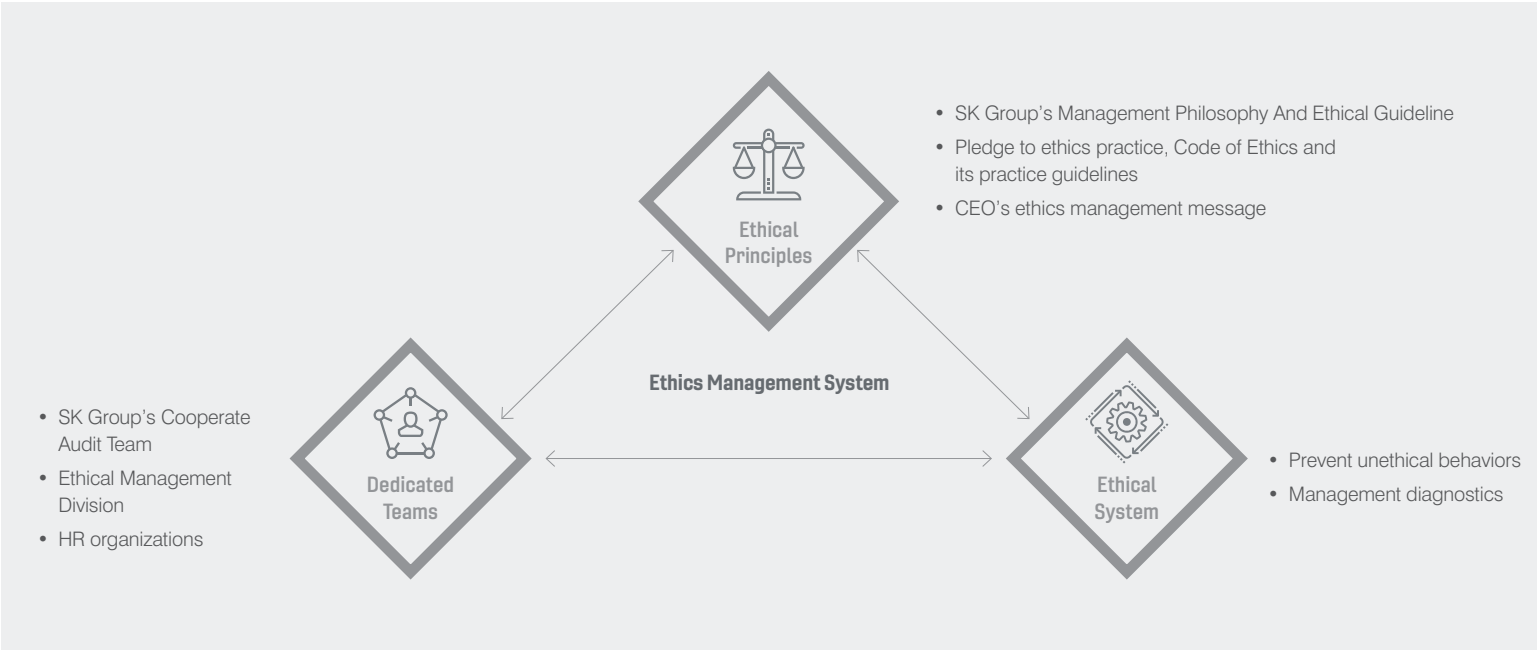 Ethical
Principles
• SK Group's Management Philosophy And Ethical Guideline
• Pledge to ethics practice, Code of Ethics and
its practice guidelines
• CEO's ethics management message
Ethics Management System
• SK Group's Cooperate
Audit Team
• Ethical Management
Division
• HR organizations
Dedicated
Teams
Ethical
System
• Prevent unethical behaviors
• Management diagnostics